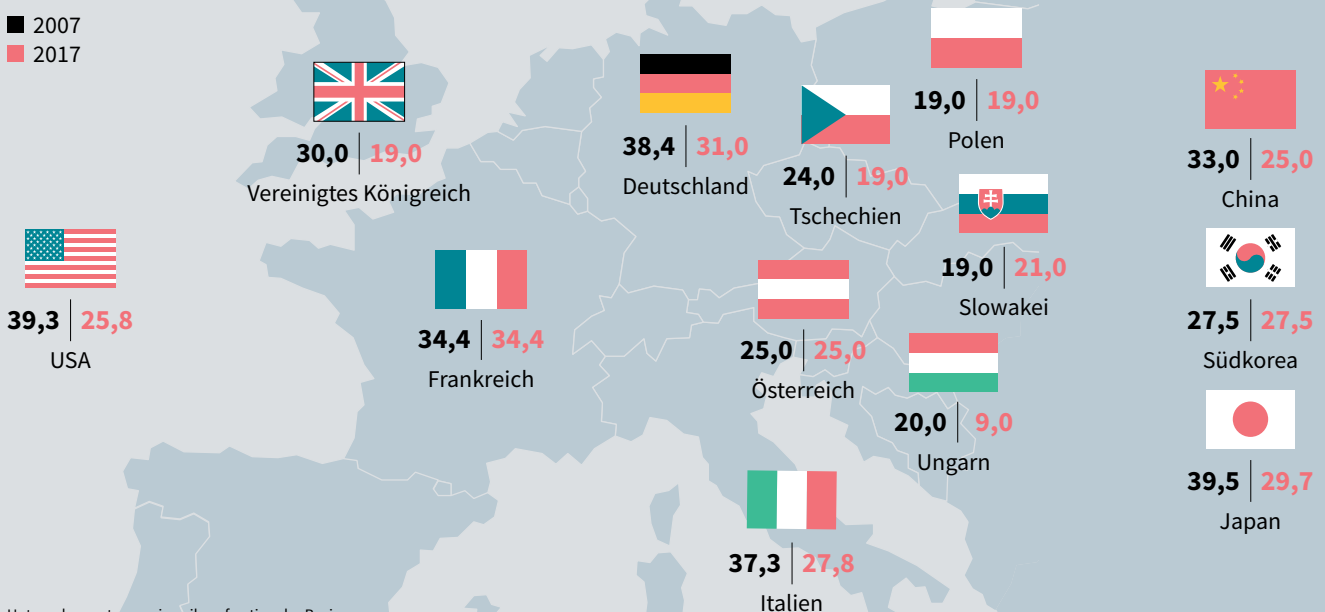 2007
2017
30,0 | 19,0
Vereinigtes Königreich
38,4 | 31,0
Deutschland
24,0 | 19,0
Tschechien
19,0 | 19,0
Polen
33,0 | 25,0
China
39,3 | 25,8
USA
34,4 | 34,4
Frankreich
25,0 | 25,0
Österreich
19,0 | 21,0
Slowakei
27,5 | 27,5
Südkorea
20,0 | 9,0
Ungarn
39,5 | 29,7
Japan
37,3 | 27,8
Italien